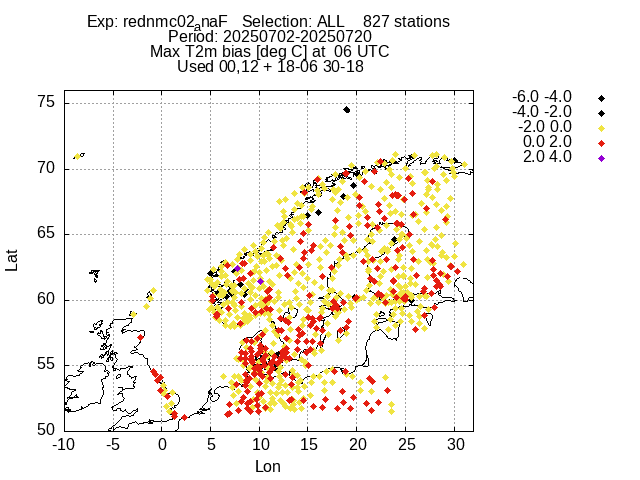 Exp: rednmc02anaF Selection: ALL 827 stations
Period: 20250702-20250720
Max T2m bias [deg C] at 06 UTC
Used 00,12 + 18-06 30-18
-6.0 -4.0
-4.0 -2.0
-2.0 0.0
0.0 2.0
2.0 4.0
75
70
65
60
55
50
Lat
-10 -5 0 5 10 15 20 25 30
Lon